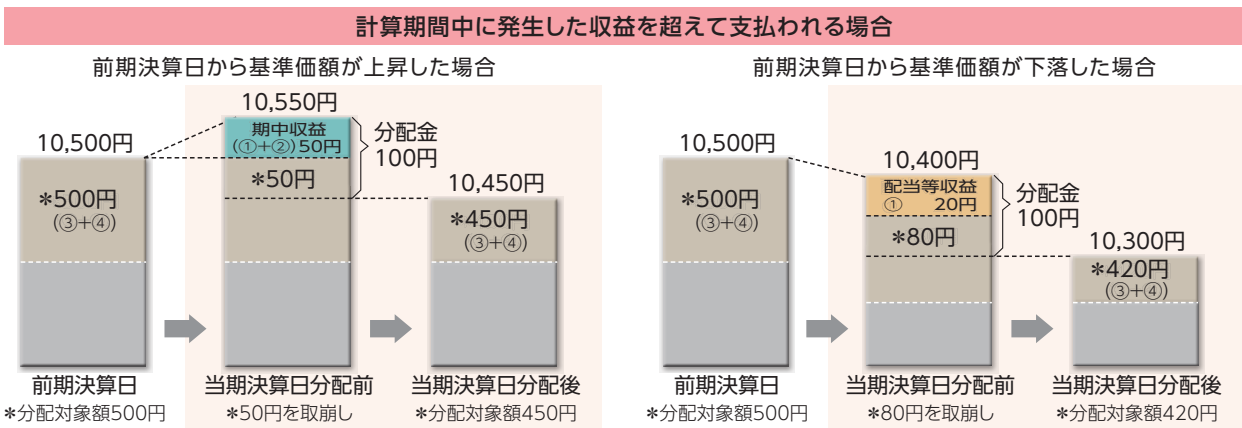 計算期間中に発生した収益を超えて支払われる場合
前期決算日から基準価額が上昇した場合
10,500円
＊500円
(③+④)
前期決算日
＊分配対象額500円
10,550円
期中収益
(①+②)50円
＊50円
分配金
100円
当期決算日分配前
＊50円を取崩し
10,450円
＊450円
(③+④)
当期決算日分配後
＊分配対象額450円
前期決算日から基準価額が下落した場合
10,500円
＊500円
(③+④)
前期決算日
＊分配対象額500円
10,400円
配当等収益
① 20円
＊80円
分配金
100円
当期決算日分配前
＊80円を取崩し
10,300円
＊420円
(③+④)
当期決算日分配後
＊分配対象額420円